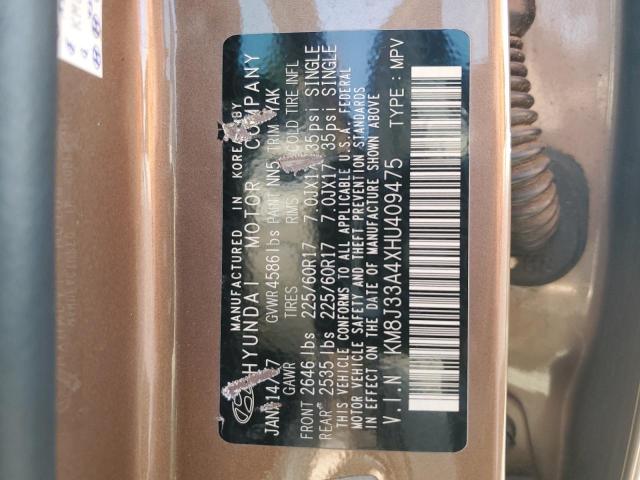 MANUFACTURED IN KOREA BY
HYUNDAI MOTOR COMPANY
JAN 14/17 GVWR 4586 lbs PAINT NN5 TRIM YAK
GAWR TIRES RMS COLD TIRE INFL
FRONT 2646 lbs 225/60R17 7.0JX17 35psi SINGLE
REAR 2535 lbs 225/60R17 7.0JX17 35psi SINGLE
THIS VEHICLE CONFORMS TO ALL APPLICABLE U.S.A. FEDERAL
MOTOR VEHICLE SAFETY AND THEFT PREVENTION STANDARDS
IN EFFECT ON THE DATE OF MANUFACTURE SHOWN ABOVE
V.I.N KM8J33A4XHU409475 TYPE : MPV